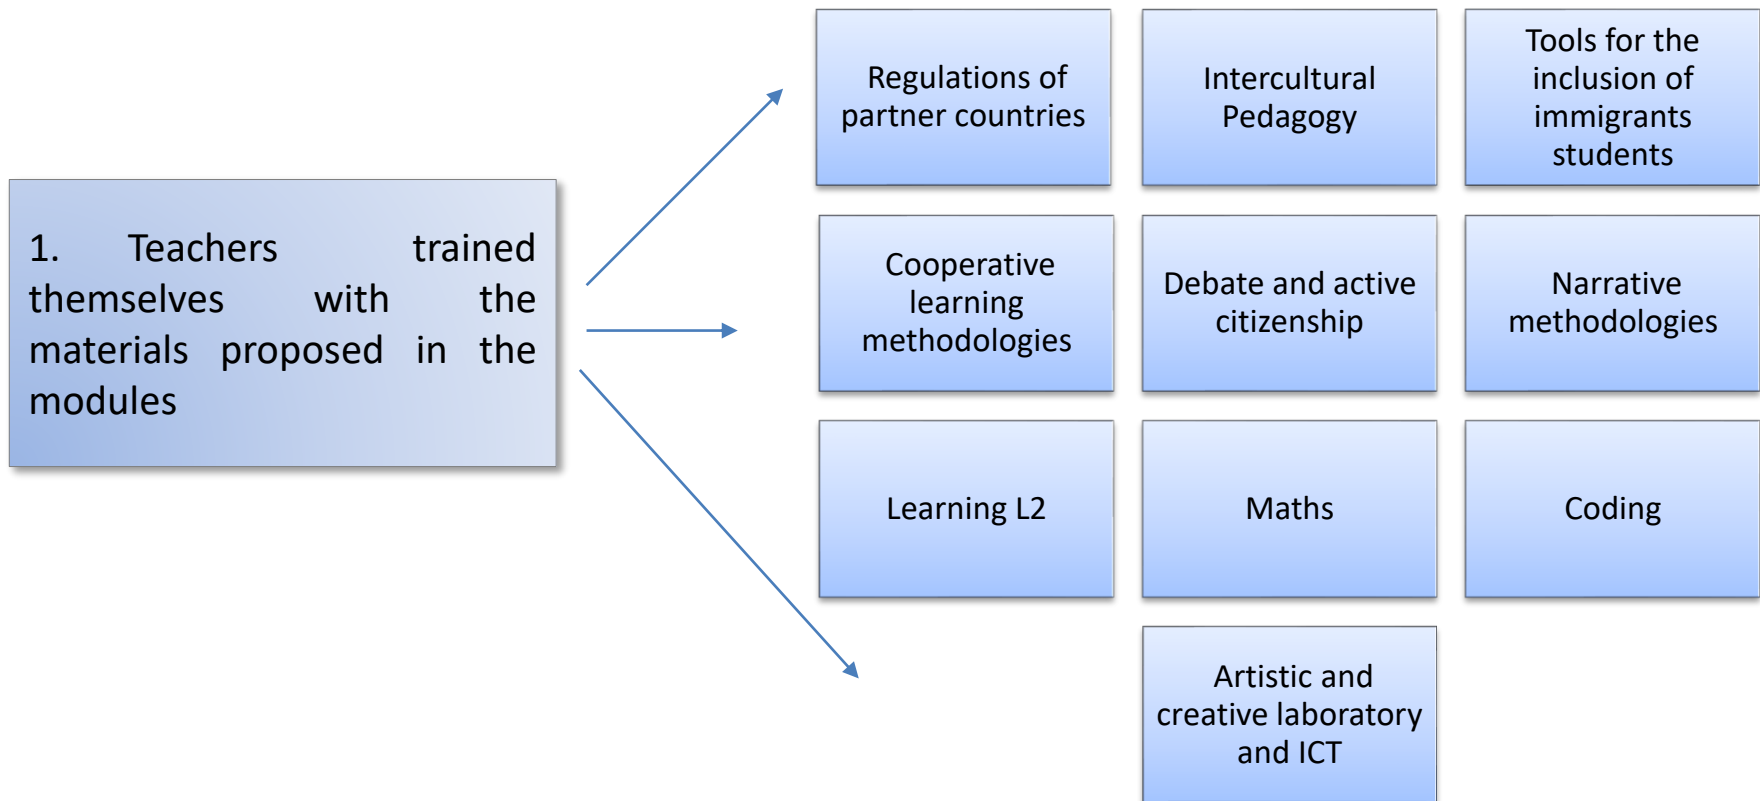 1. Teachers trained
themselves with the
materials proposed in the
modules
Regulations of
partner countries
Intercultural
Pedagogy
Tools for the
inclusion of
immigrants
students
Cooperative
learning
methodologies
Debate and active
citizenship
Narrative
methodologies
Learning L2
Maths
Coding
Artistic and
creative laboratory
and ICT